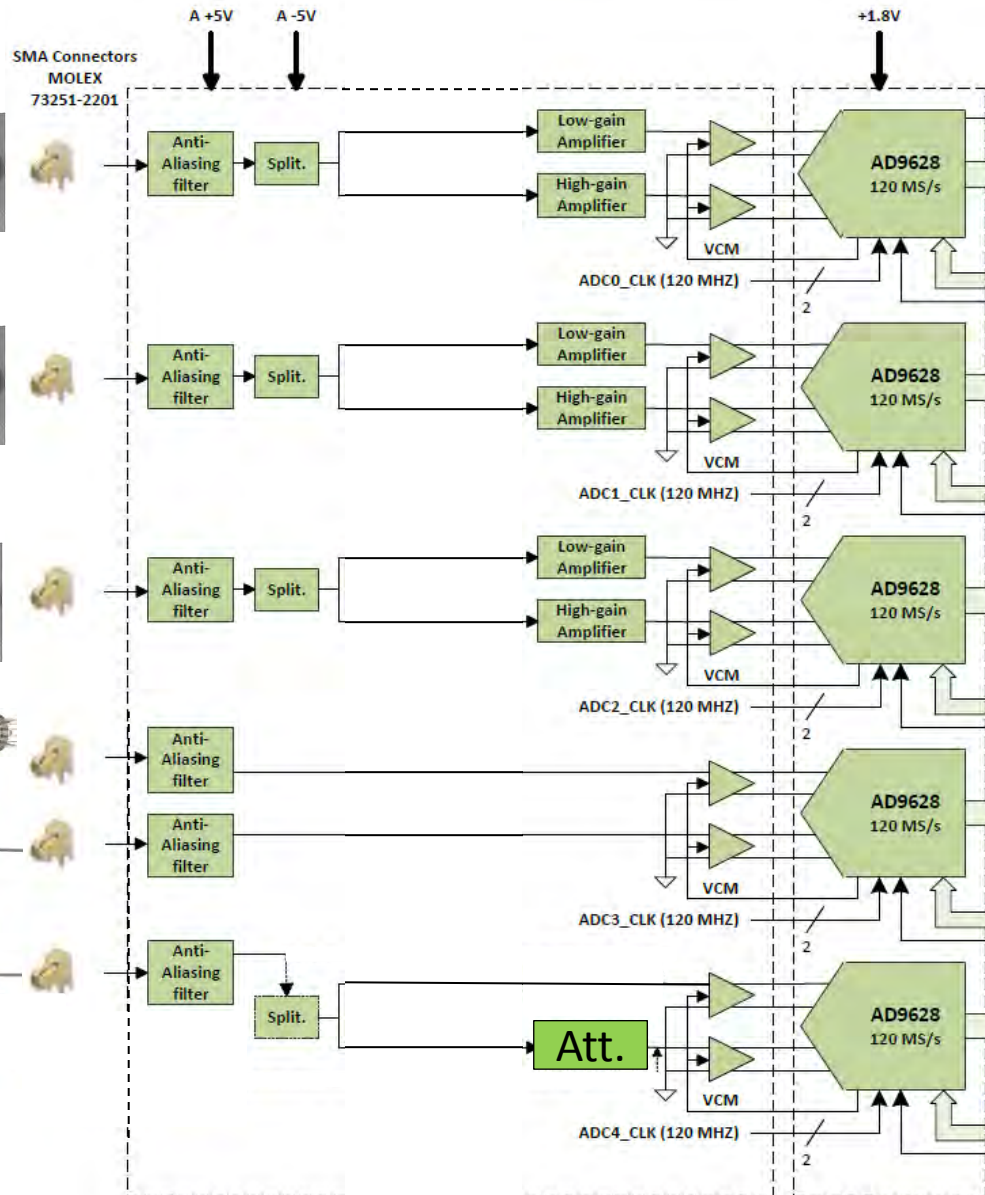 A +5V
A -5V
+1.8V
SMA Connectors
MOLEX
73251-2201
Anti-
Aliasing
filter
Split.
Low-gain
Amplifier
High-gain
Amplifier
VCM
AD9628
120 MS/s
ADC0_CLK (120 MHZ)
2
Anti-
Aliasing
filter
Split.
Low-gain
Amplifier
High-gain
Amplifier
VCM
AD9628
120 MS/s
ADC1_CLK (120 MHZ)
2
Anti-
Aliasing
filter
Split.
Low-gain
Amplifier
High-gain
Amplifier
VCM
AD9628
120 MS/s
ADC2_CLK (120 MHZ)
2
Anti-
Aliasing
filter
Anti-
Aliasing
filter
VCM
AD9628
120 MS/s
ADC3_CLK (120 MHZ)
2
Anti-
Aliasing
filter
Split.
Att.
VCM
AD9628
120 MS/s
ADC4_CLK (120 MHZ)
2